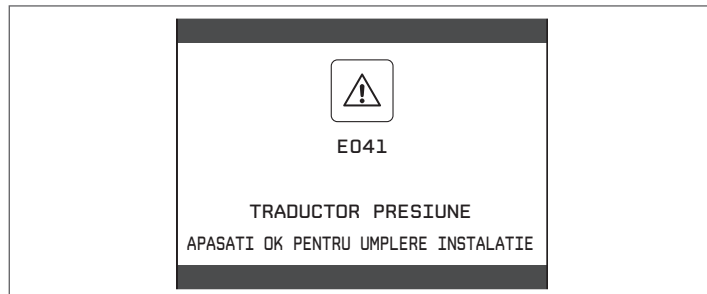 E041
TRADUCTOR PRESIUNE
APASATI OK PENTRU UMPLERE INSTALATIE